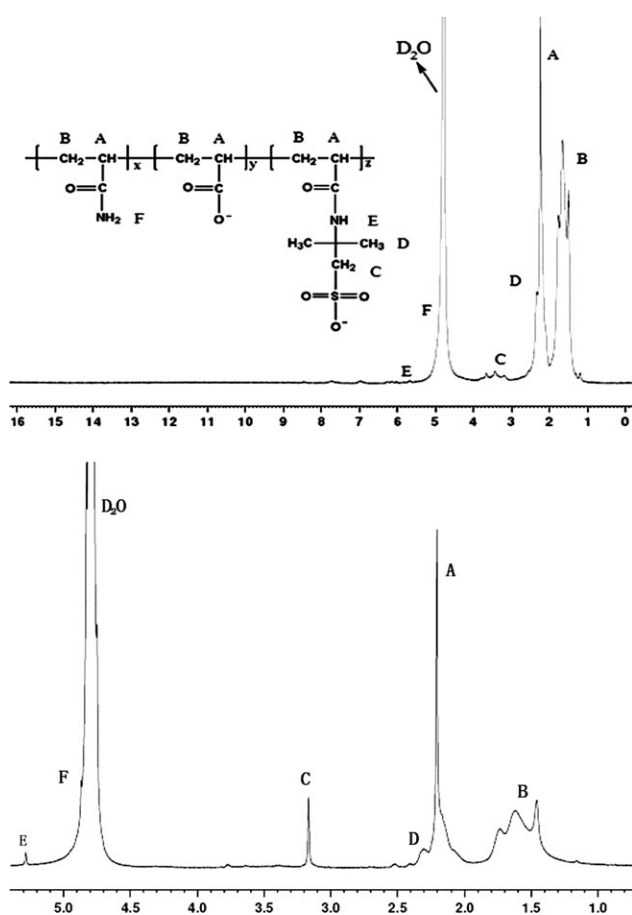 D₂O
A
B A B A B A
B
—[CH₂—CH]x—[CH₂—CH]y—[CH₂—CH]z
O=C O=C O=C
NH₂ F O⁻ NH E
H₃C CH₃ D
CH₂ C
O=S=O
O⁻
D
F
E
C
16 15 14 13 12 11 10 9 8 7 6 5 4 3 2 1 0
D₂O
A
F
C
B
E
D
5.0 4.5 4.0 3.5 3.0 2.5 2.0 1.5 1.0